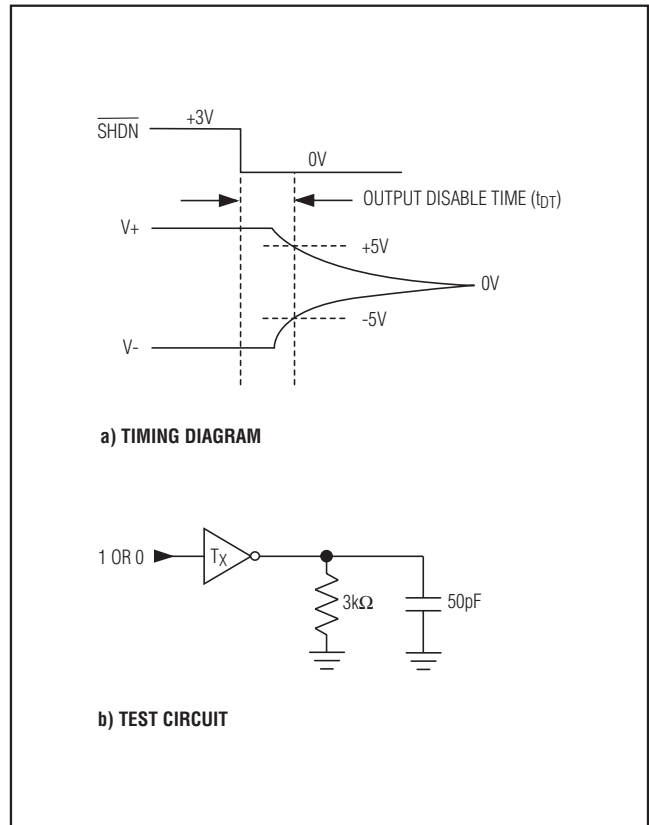 +3V
SHDN
0V
OUTPUT DISABLE TIME (tDT)
V+
+5V
0V
-5V
V-
a) TIMING DIAGRAM
1 OR 0
TX
3kΩ
50pF
b) TEST CIRCUIT